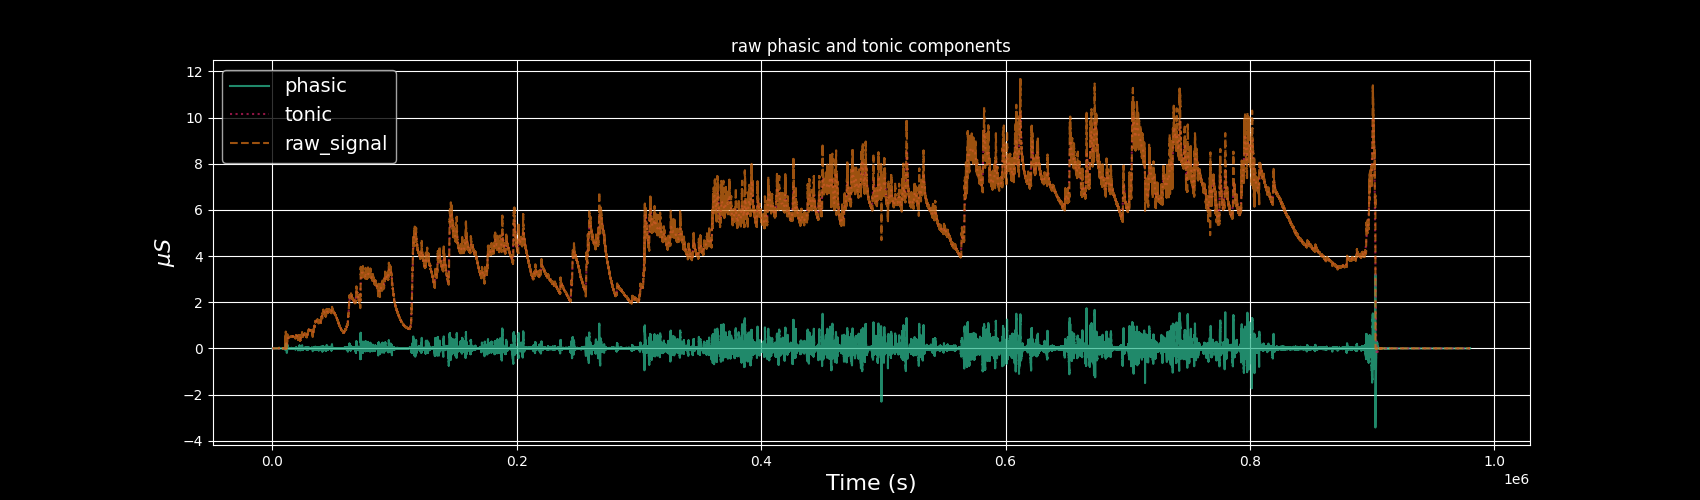 raw phasic and tonic components
12
10
8
6
4
2
0
−2
−4
µS
phasic
tonic
raw_signal
0.0 0.2 0.4 0.6 0.8 1.0
1e6
Time (s)